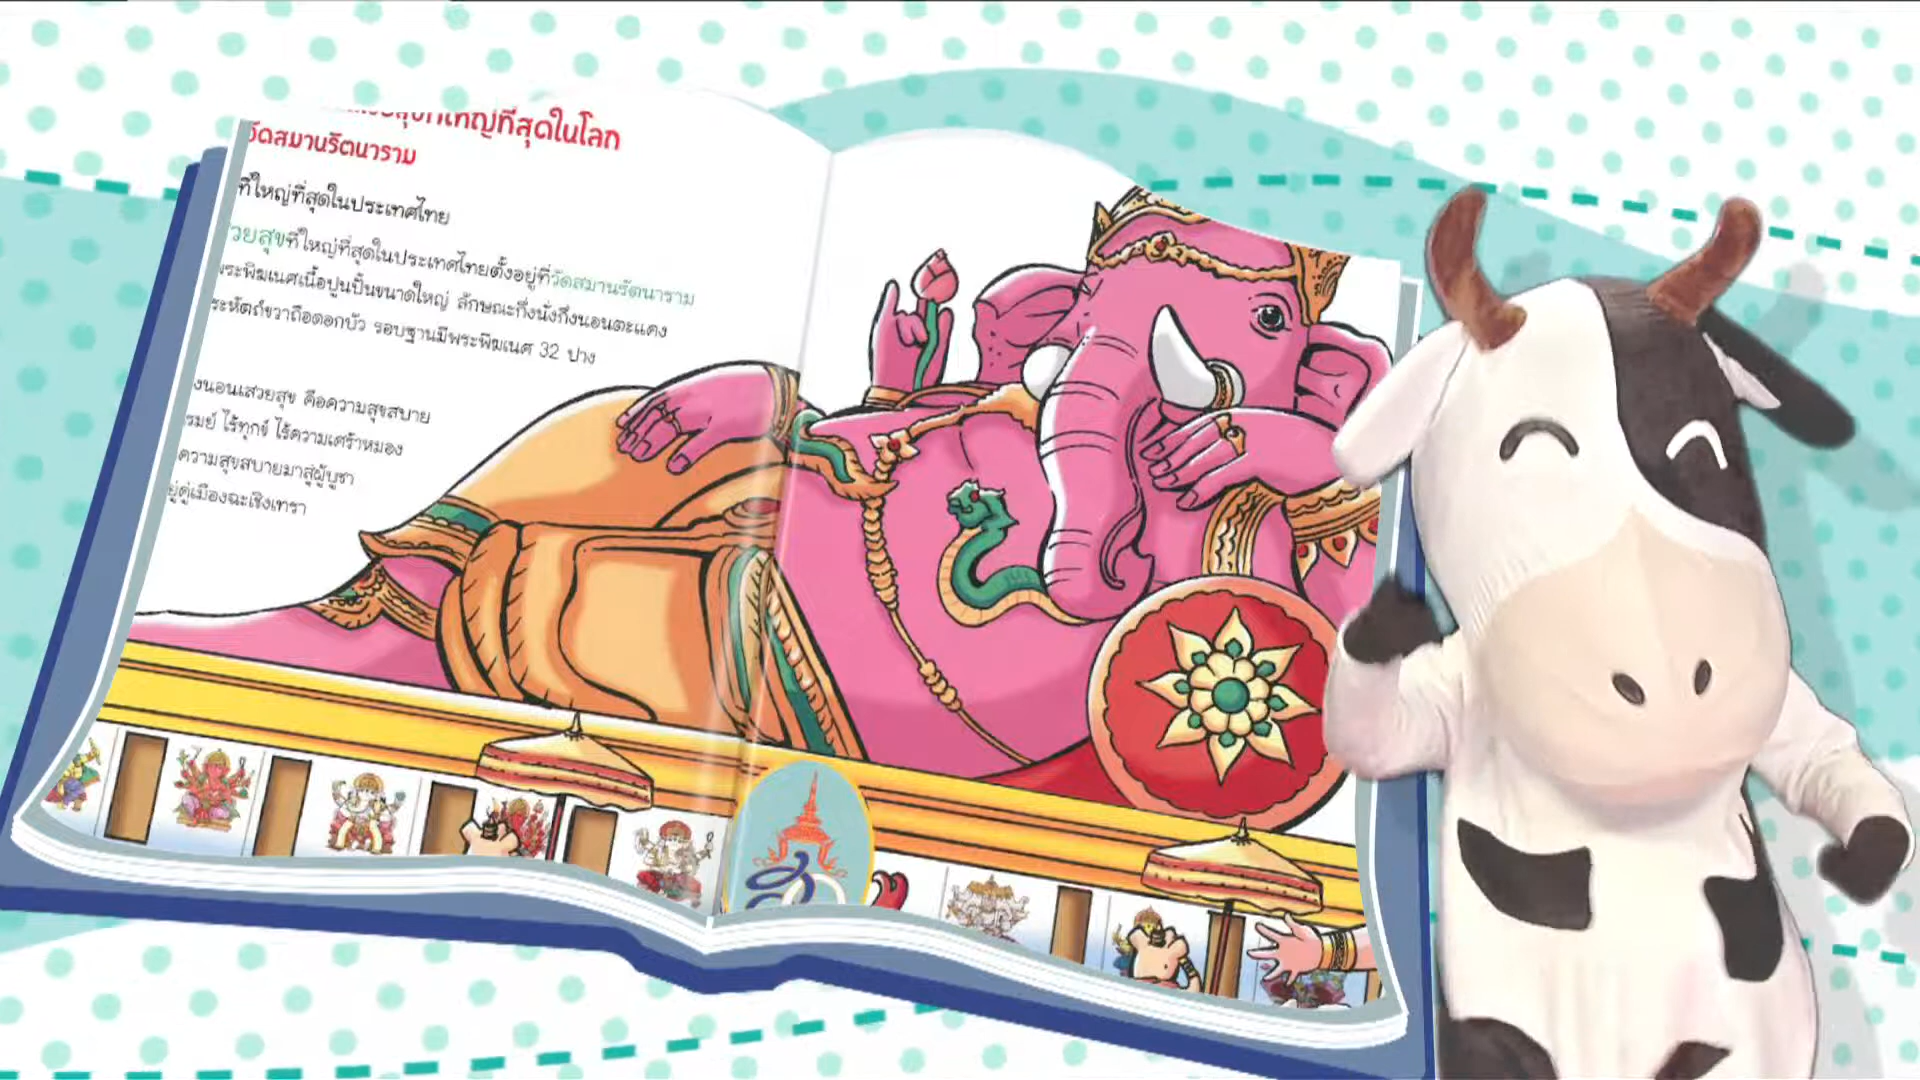 ที่ใหญ่ที่สุดในโลก
วัดสมานรัตนาราม
ที่ใหญ่ที่สุดในประเทศไทย
วยสุขที่ใหญ่ที่สุดในประเทศไทยตั้งอยู่ที่วัดสมานรัตนาราม
พระพิฆเนศเนื้อปูนปั้นขนาดใหญ่ ลักษณะกึ่งนั่งกึ่งนอนตะแคง
ระหัตถ์ขวาถือดอกบัว รอบฐานมีพระพิฆเนศ 32 ปาง
งนอนเสวยสุข คือความสุขสบาย
รมย์ ไร้ทุกข์ ไร้ความเศร้าหมอง
ความสุขสบายมาสู่ผู้บูชา
ยู่คู่เมืองฉะเชิงเทรา